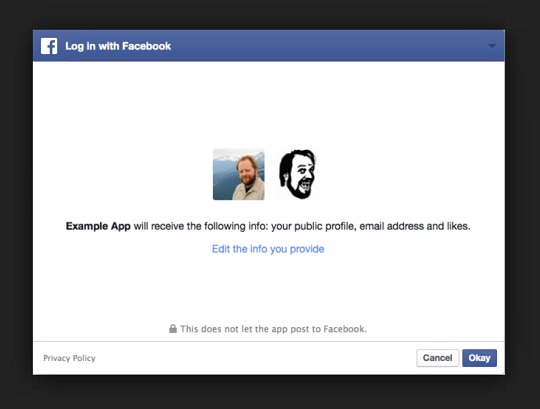 Log in with Facebook
Example App will receive the following info: your public profile, email address and likes.
Edit the info you provide
This does not let the app post to Facebook.
Privacy Policy
Cancel
Okay